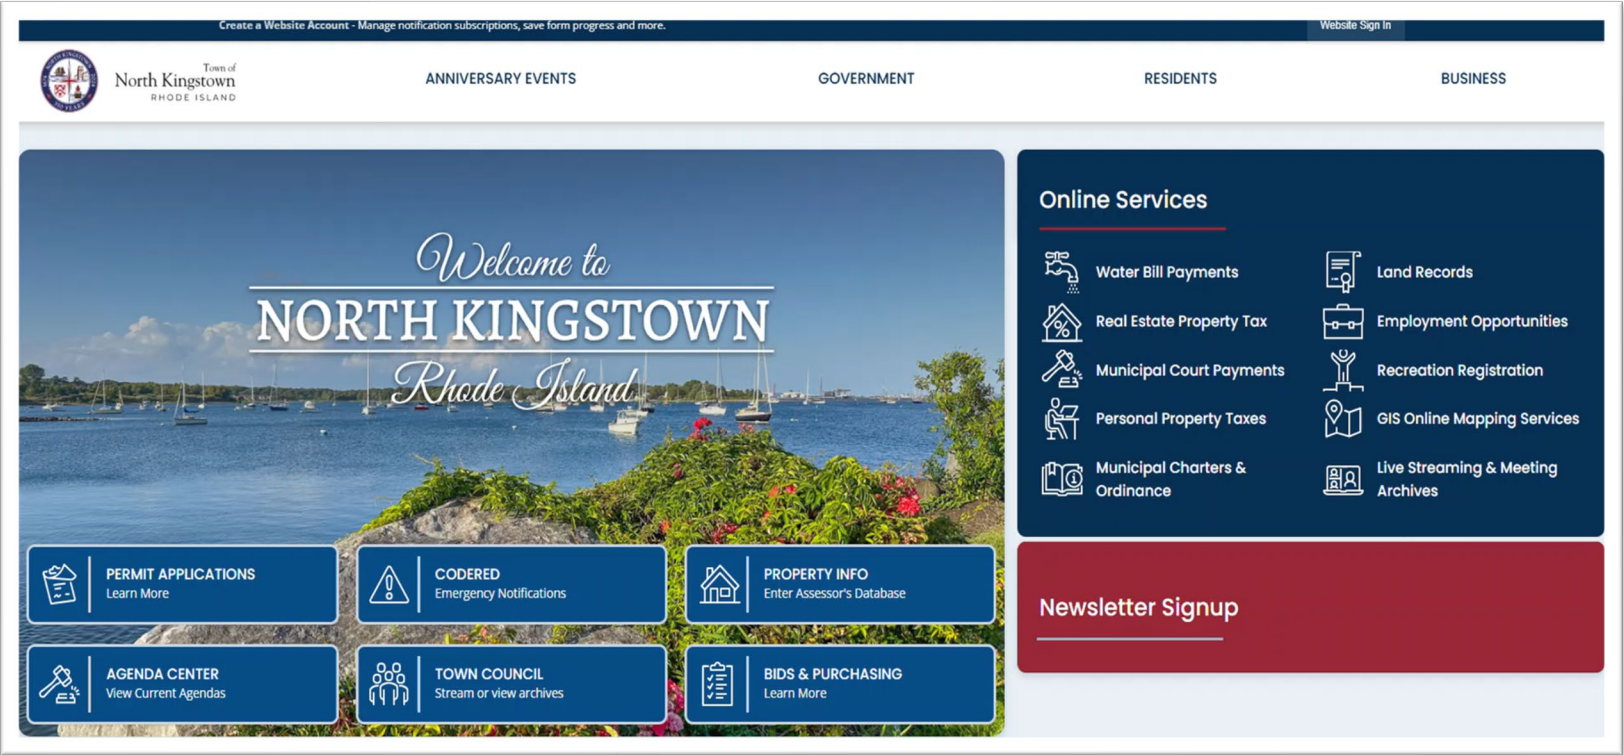 Create a Website Account - Manage notification subscriptions, save form progress and more.
Website Sign In
Town of
North Kingstown
RHODE ISLAND
ANNIVERSARY EVENTS
GOVERNMENT
RESIDENTS
BUSINESS
Welcome to
NORTH KINGSTOWN
Rhode Island
PERMIT APPLICATIONS
Learn More
CODERED
Emergency Notifications
PROPERTY INFO
Enter Assessor's Database
AGENDA CENTER
View Current Agendas
TOWN COUNCIL
Stream or view archives
BIDS & PURCHASING
Learn More
Online Services
Water Bill Payments
Land Records
Real Estate Property Tax
Employment Opportunities
Municipal Court Payments
Recreation Registration
Personal Property Taxes
GIS Online Mapping Services
Municipal Charters &
Ordinance
Live Streaming & Meeting
Archives
Newsletter Signup